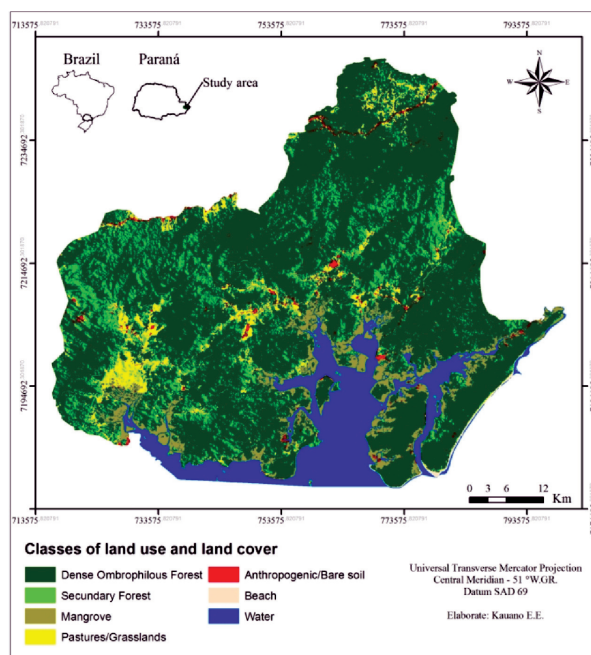 713575 733575 753575 773575 793575
Brazil
Paraná
Study area
N
W E
S
7234692
7214692
7194692
0 3 6 12
Km
713575 733575 753575 773575 793575
Classes of land use and land cover
Dense Ombrophilous Forest
Secundary Forest
Mangrove
Pastures/Grasslands
Anthropogenic/Bare soil
Beach
Water
Universal Transverse Mercator Projection
Central Meridian - 51 °W.GR.
Datum SAD 69
Elaborate: Kauano E.E.